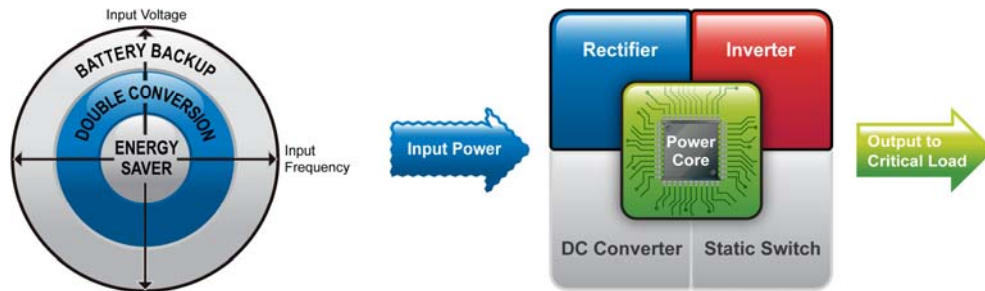 Input Voltage
BATTERY BACKUP
DOUBLE CONVERSION
ENERGY
SAVER
Input
Frequency
Input Power
Rectifier
Inverter
Power
Core
DC Converter
Static Switch
Output to
Critical Load